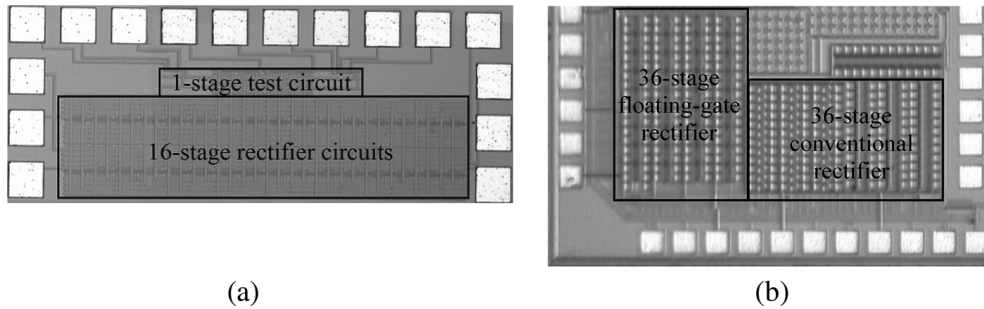 1-stage test circuit
16-stage rectifier circuits
(a)
36-stage
floating-gate
rectifier
36-stage
conventional
rectifier
(b)